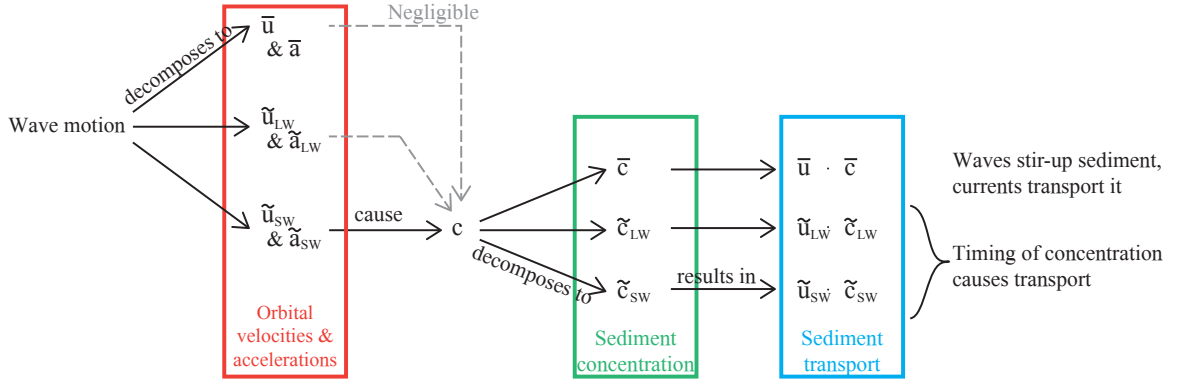 Negligible
decomposes to
Wave motion
u̅
& a̅
ũ_LW
& ã_LW
ũ_SW
& ã_SW
cause
c
decomposes to
c̅
c̃_LW
c̃_SW
results in
u̅ · c̅
ũ_LW · c̃_LW
ũ_SW · c̃_SW
Waves stir-up sediment,
currents transport it
Timing of concentration
causes transport
Orbital
velocities &
accelerations
Sediment
concentration
Sediment
transport